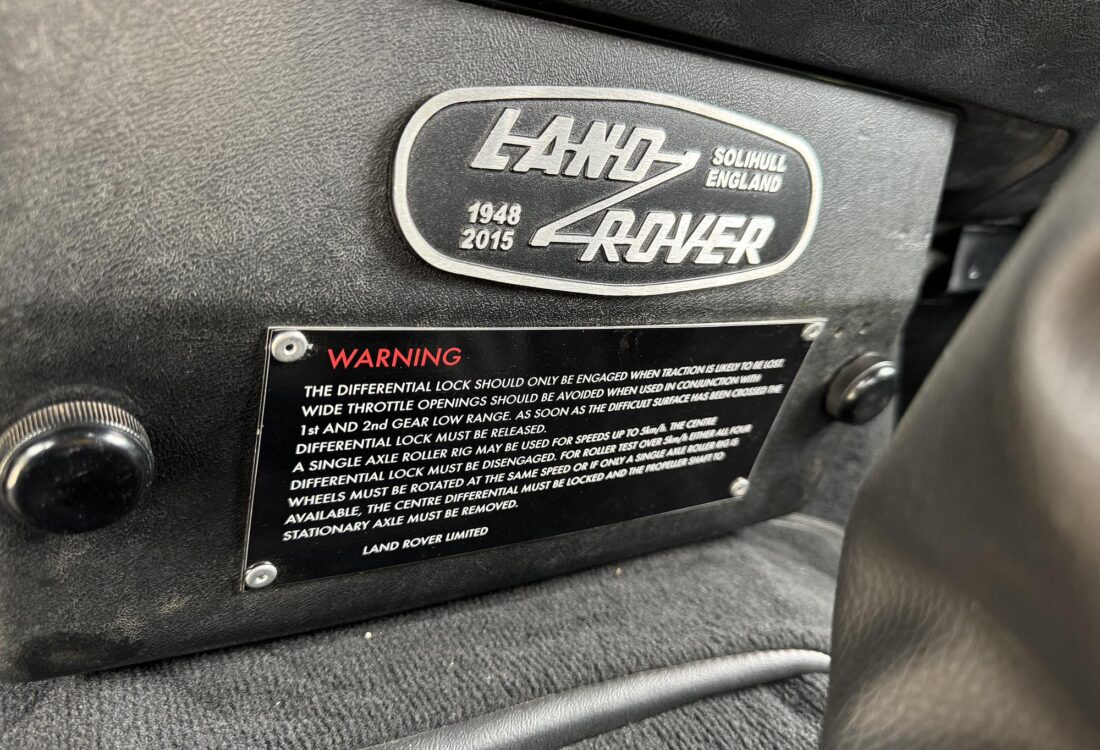 LAND
SOLIHULL
ENGLAND
1948
2015
ROVER
WARNING
THE DIFFERENTIAL LOCK SHOULD ONLY BE ENGAGED WHEN TRACTION IS LIKELY TO BE LOST.
WIDE THROTTLE OPENINGS SHOULD BE AVOIDED WHEN USED IN CONJUNCTION WITH
1st AND 2nd GEAR LOW RANGE. AS SOON AS THE DIFFICULT SURFACE HAS BEEN CROSSED THE
DIFFERENTIAL LOCK MUST BE RELEASED.
A SINGLE AXLE ROLLER RIG MAY BE USED FOR SPEEDS UP TO 5km/h. THE CENTRE
DIFFERENTIAL LOCK MUST BE DISENGAGED. FOR ROLLER TEST OVER 5km/h EITHER ALL FOUR
WHEELS MUST BE ROTATED AT THE SAME SPEED OR IF ONLY A SINGLE AXLE ROLLER RIG IS
AVAILABLE, THE CENTRE DIFFERENTIAL MUST BE LOCKED AND THE PROPELLER SHAFT TO
STATIONARY AXLE MUST BE REMOVED.
LAND ROVER LIMITED